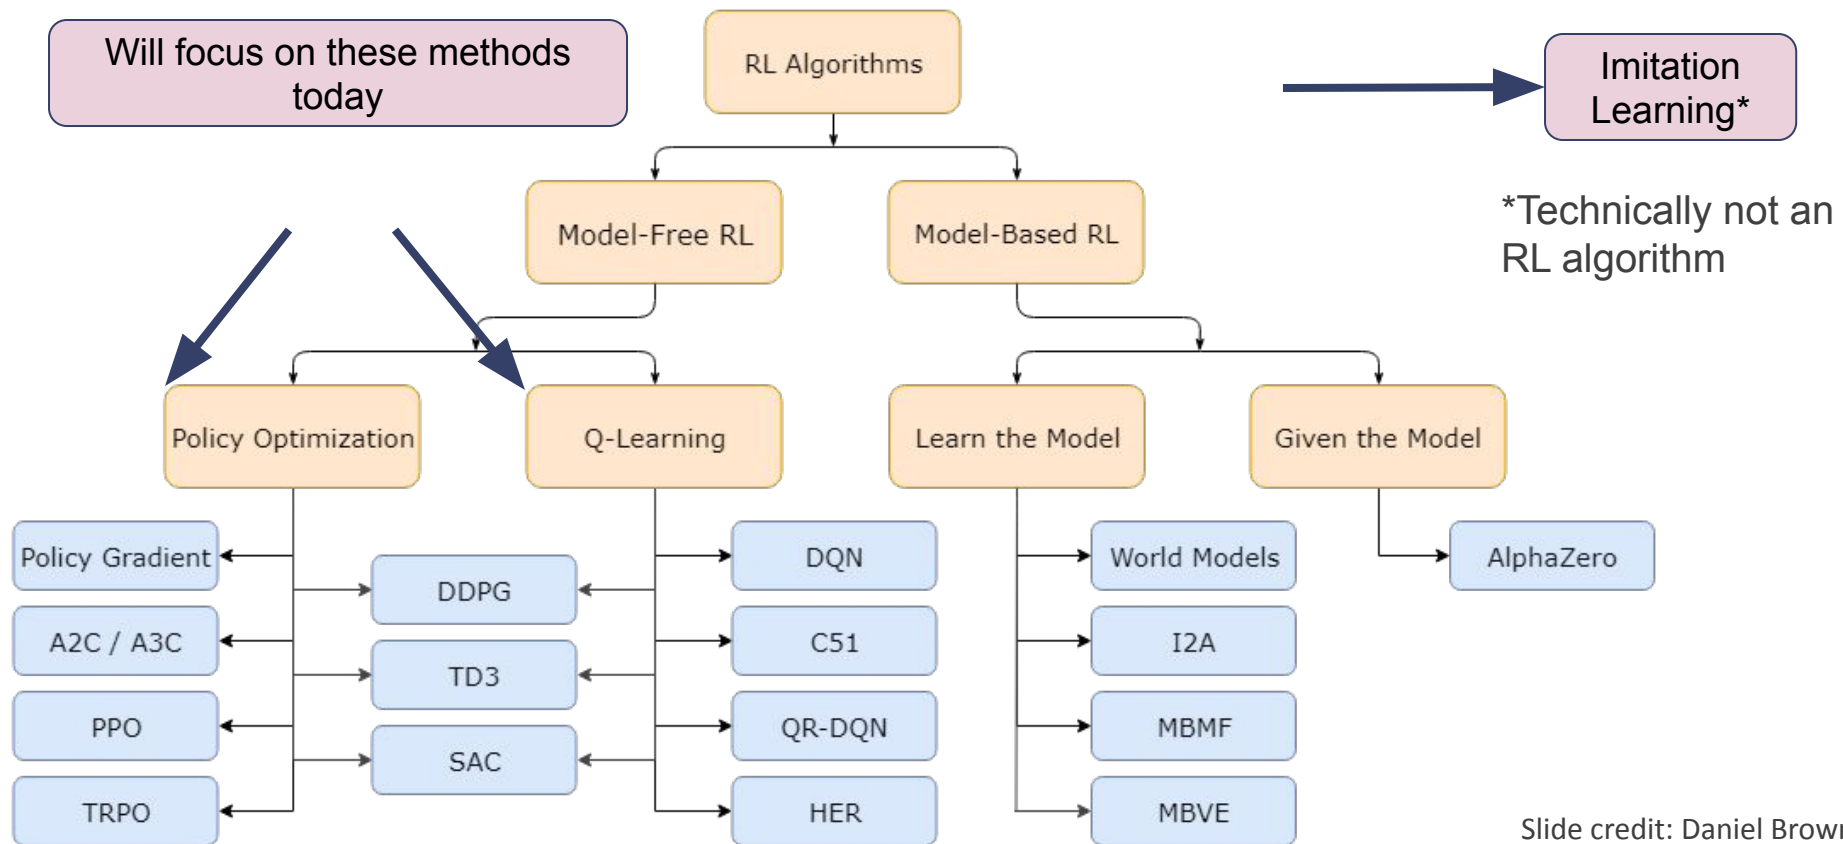 Will focus on these methods
today
RL Algorithms
Imitation
Learning*
*Technically not an
RL algorithm
Model-Free RL
Model-Based RL
Policy Optimization
Q-Learning
Learn the Model
Given the Model
Policy Gradient
DQN
World Models
AlphaZero
DDPG
A2C / A3C
C51
I2A
TD3
PPO
QR-DQN
MBMF
SAC
TRPO
HER
MBVE
Slide credit: Daniel Brown